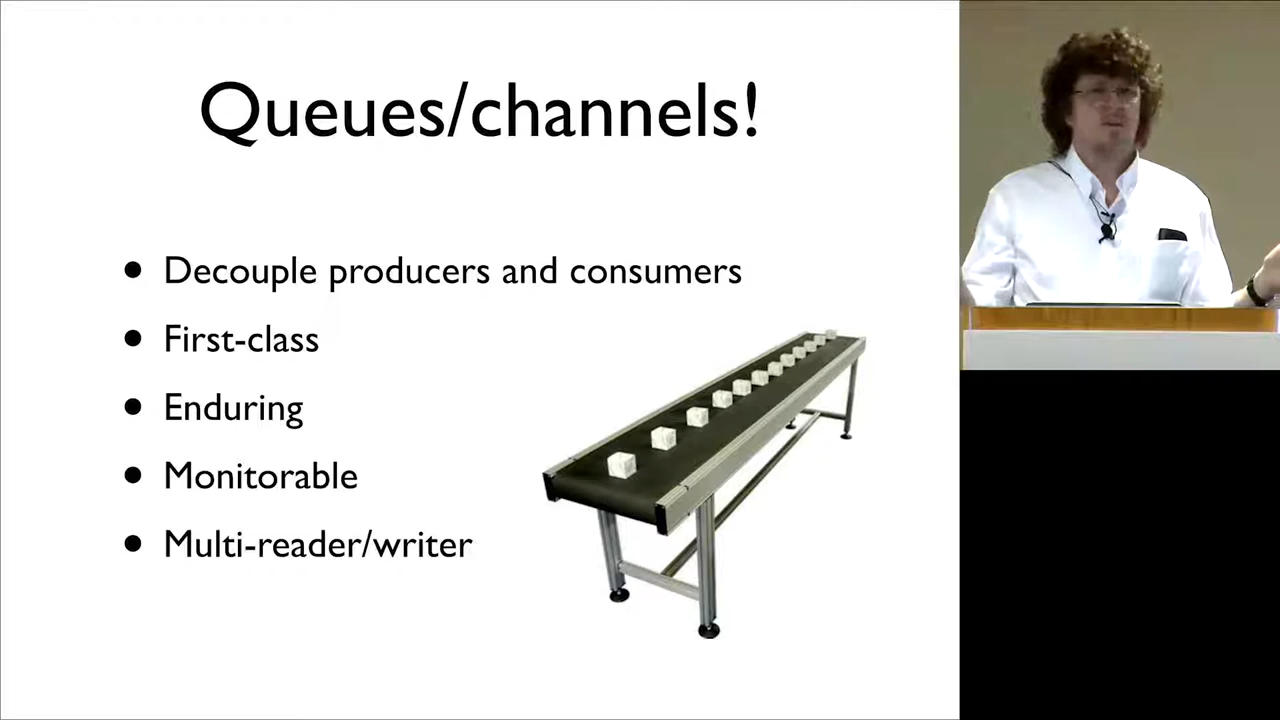 Queues/channels!
• Decouple producers and consumers
• First-class
• Enduring
• Monitorable
• Multi-reader/writer